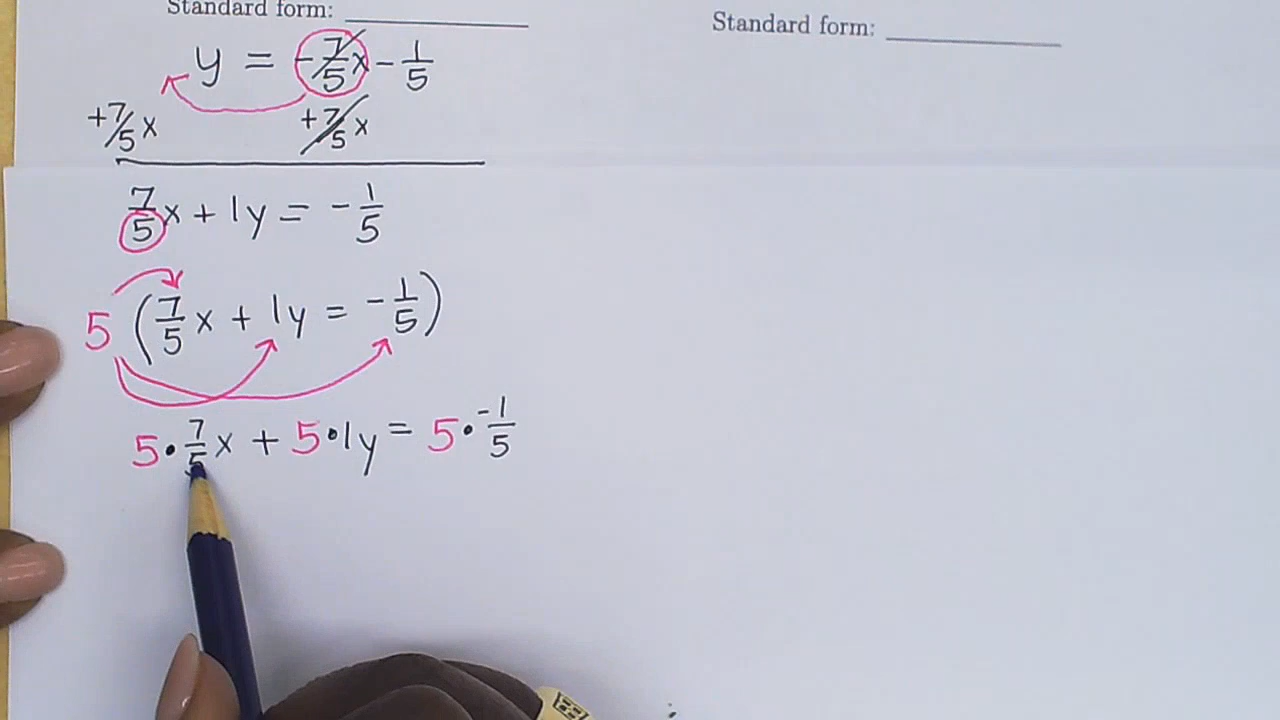 Standard form: ____________
Standard form: ____________
y = -7/5x - 1/5
+7/5x +7/5x
7/5x + 1y = -1/5
5 (7/5x + 1y = -1/5)
5 • 7/5x + 5 • 1y = 5 • -1/5